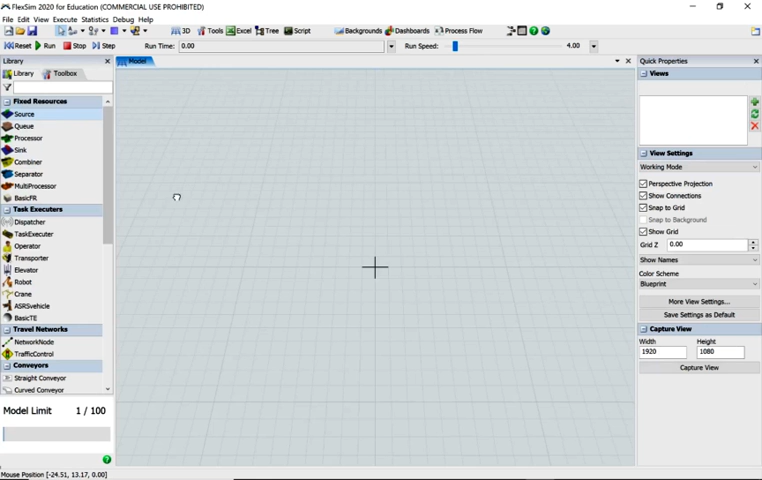 FlexSim 2020 for Education (COMMERCIAL USE PROHIBITED)
File Edit View Execute Statistics Debug Help
3D Tools Excel Tree Script Backgrounds Dashboards Process Flow
Reset Run Stop Step Run Time: 0.00 Run Speed: 4.00
Library
Library Toolbox
Fixed Resources
Source
Queue
Processor
Sink
Combiner
Separator
MultiProcessor
BasicFR
Task Executers
Dispatcher
TaskExecuter
Operator
Transporter
Elevator
Robot
Crane
ASRSvehicle
BasicTE
Travel Networks
NetworkNode
TrafficControl
Conveyors
Straight Conveyor
Curved Conveyor
Model Limit 1 / 100
Mouse Position [-24.51, 13.17, 0.00]
Model
Quick Properties
Views
View Settings
Working Mode
Perspective Projection
Show Connections
Snap to Grid
Snap to Background
Show Grid
Grid Z 0.00
Show Names
Color Scheme
Blueprint
More View Settings...
Save Settings as Default
Capture View
Width Height
1920 1080
Capture View